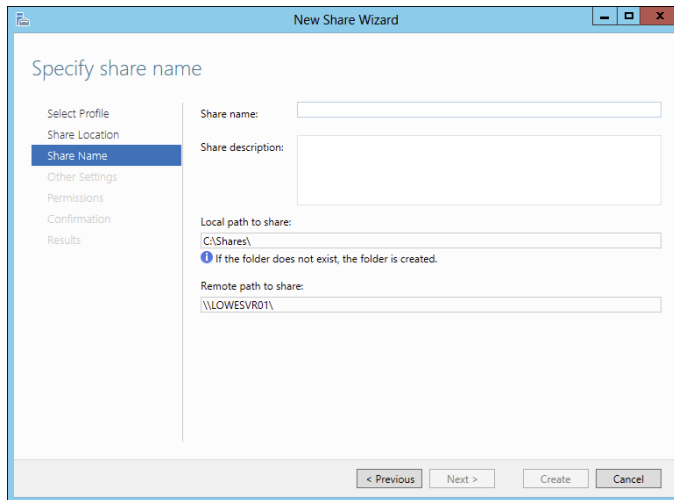 New Share Wizard
Specify share name
Select Profile
Share Location
Share Name
Other Settings
Permissions
Confirmation
Results
Share name:
Share description:
Local path to share:
C:\Shares\
If the folder does not exist, the folder is created.
Remote path to share:
\\LOWESVR01\
< Previous
Next >
Create
Cancel